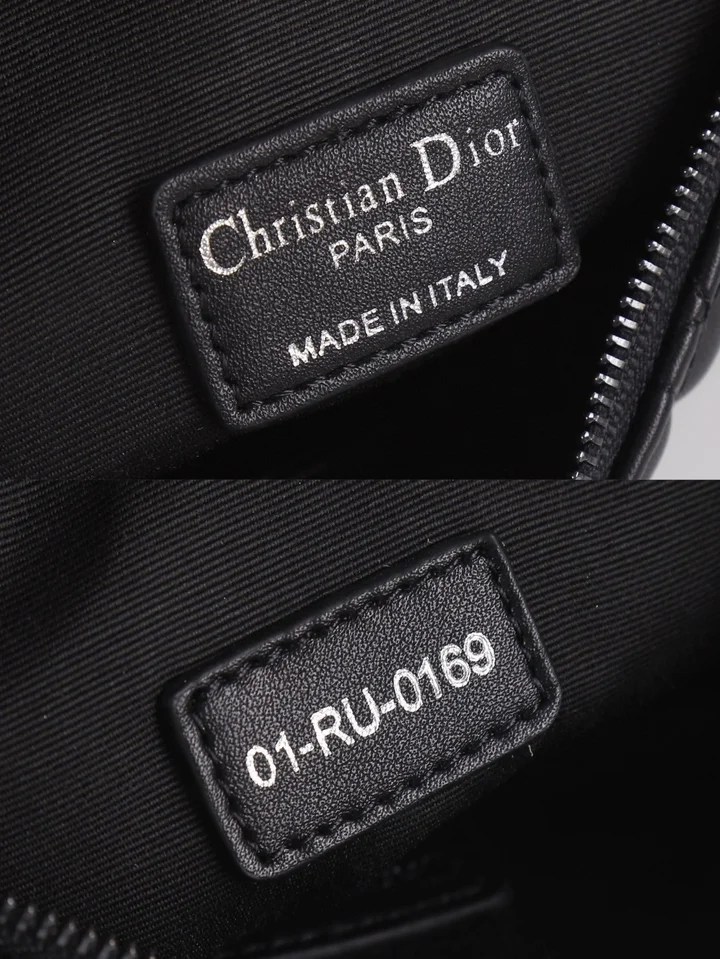 Christian Dior
PARIS
MADE IN ITALY
01-RU-0169